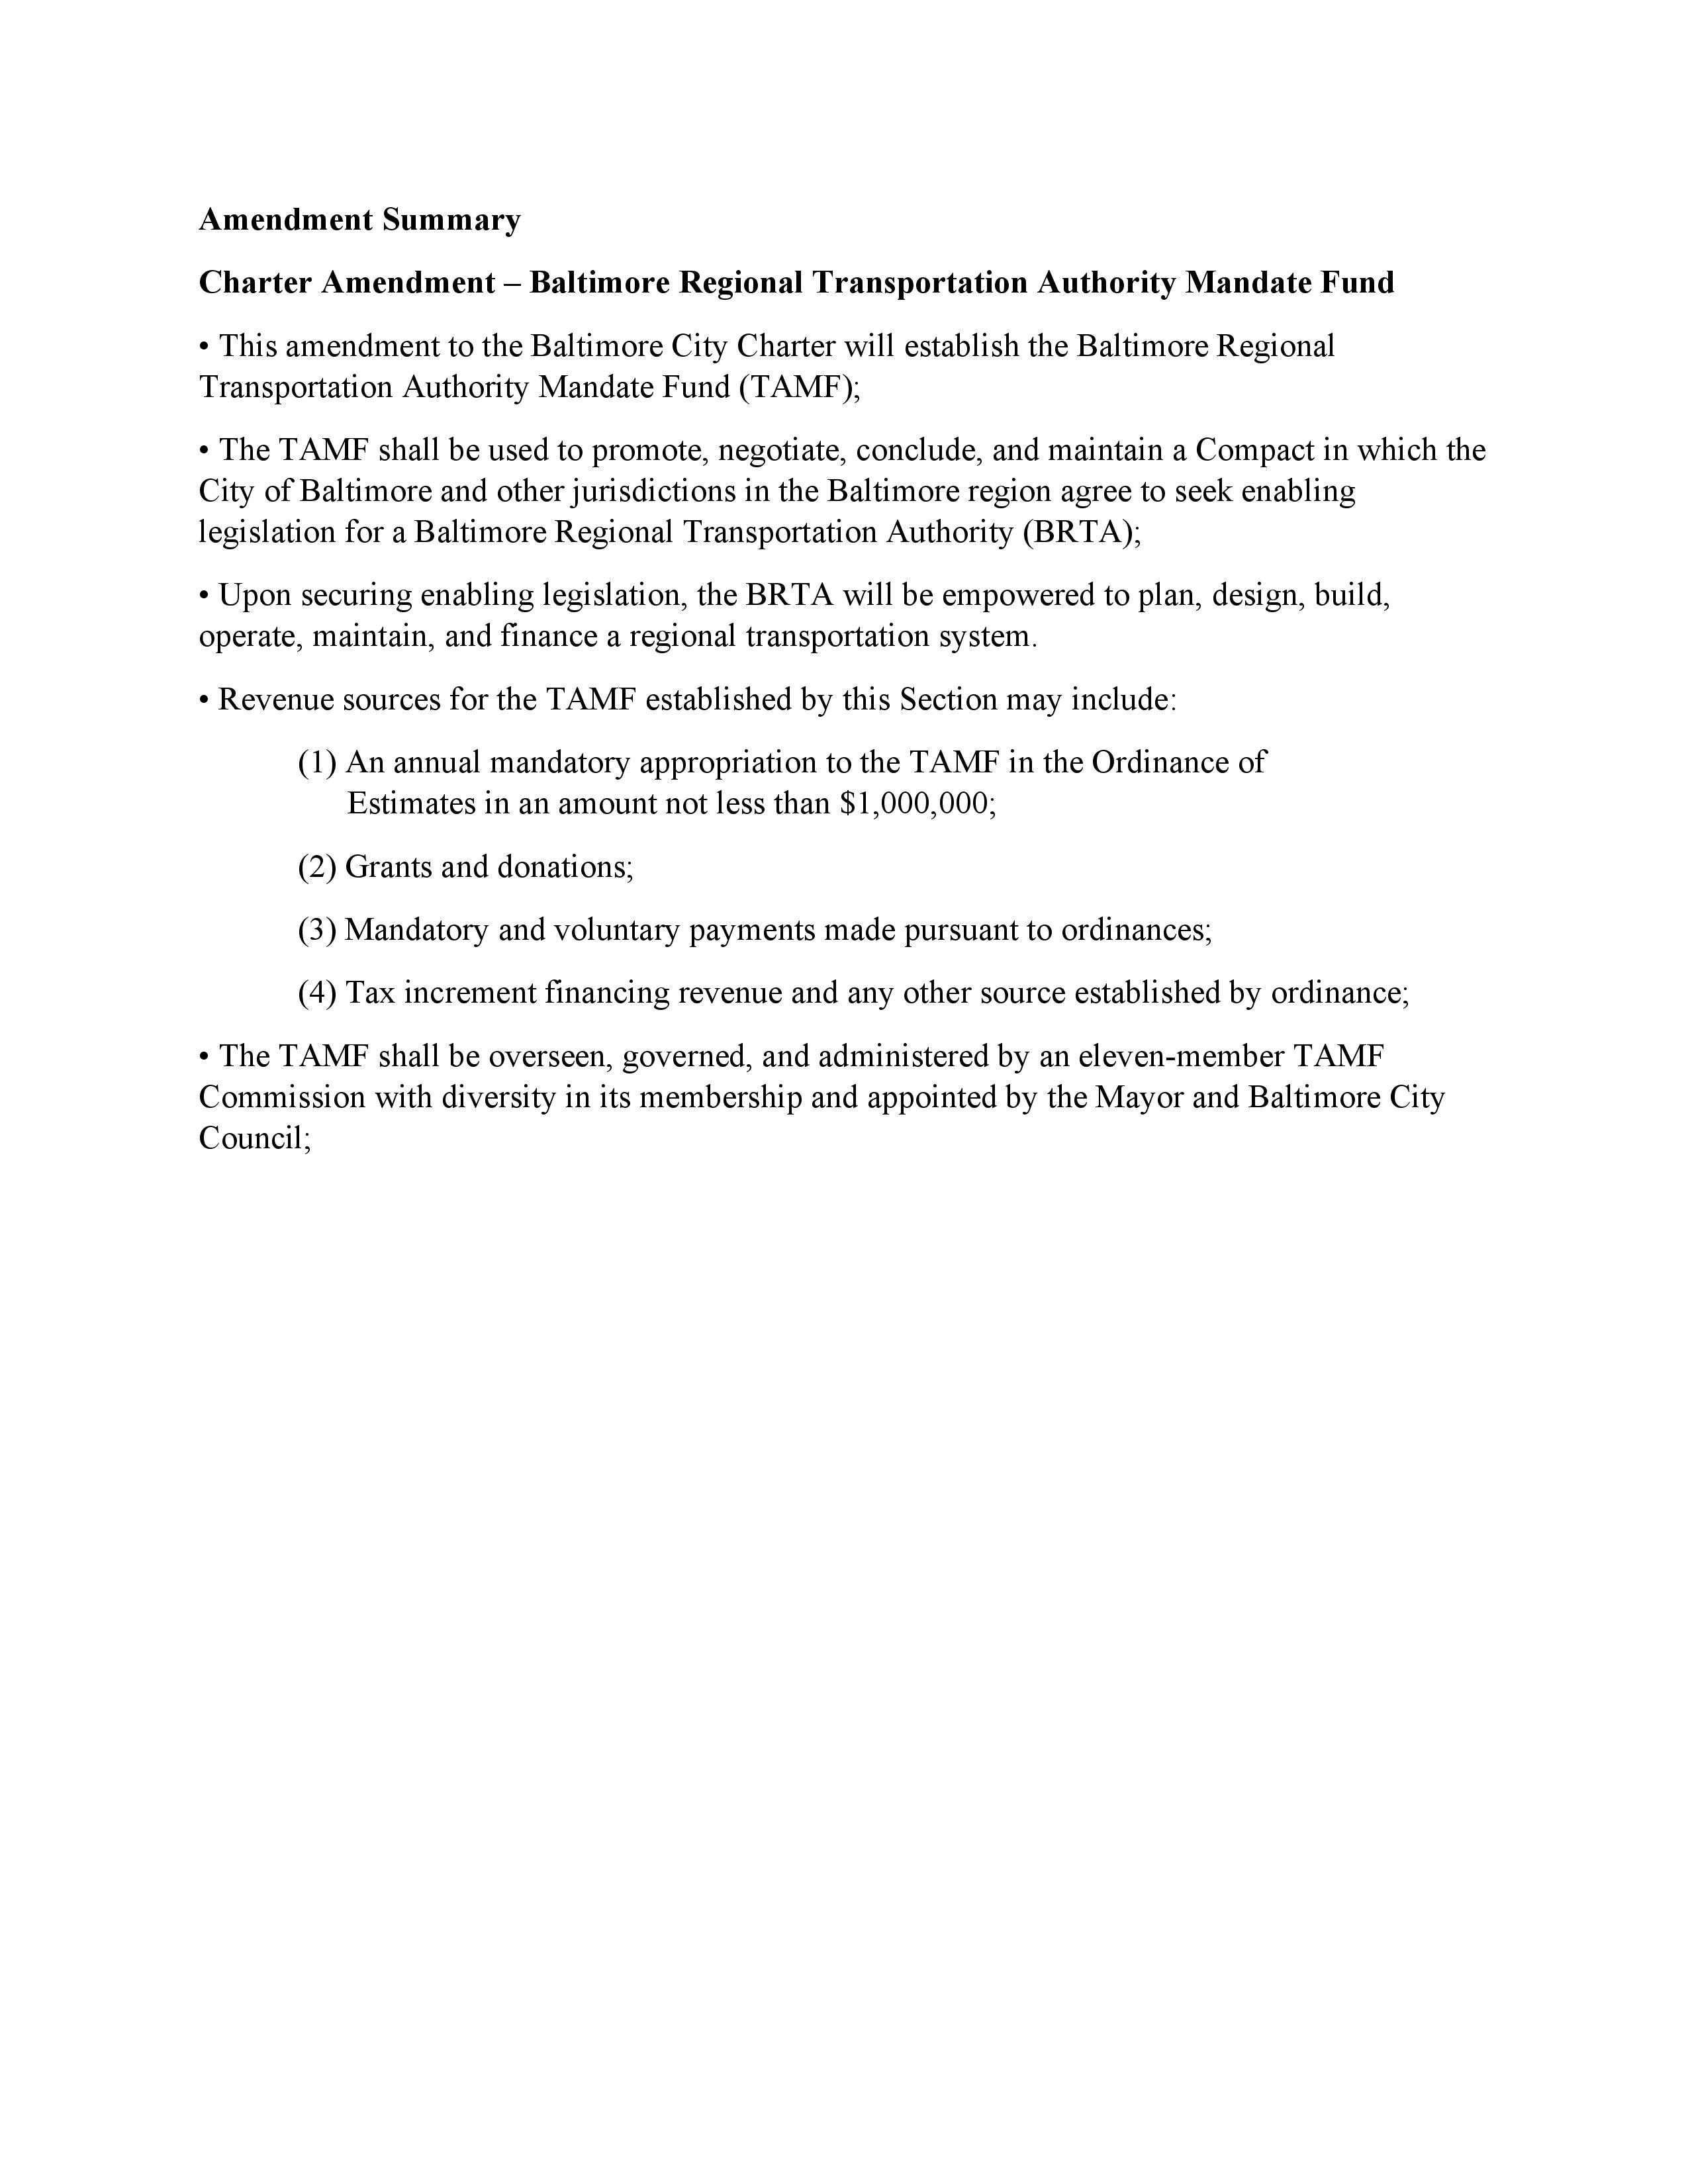 Amendment Summary
Charter Amendment – Baltimore Regional Transportation Authority Mandate Fund
• This amendment to the Baltimore City Charter will establish the Baltimore Regional
Transportation Authority Mandate Fund (TAMF);
• The TAMF shall be used to promote, negotiate, conclude, and maintain a Compact in which the
City of Baltimore and other jurisdictions in the Baltimore region agree to seek enabling
legislation for a Baltimore Regional Transportation Authority (BRTA);
• Upon securing enabling legislation, the BRTA will be empowered to plan, design, build,
operate, maintain, and finance a regional transportation system.
• Revenue sources for the TAMF established by this Section may include:
(1) An annual mandatory appropriation to the TAMF in the Ordinance of
Estimates in an amount not less than $1,000,000;
(2) Grants and donations;
(3) Mandatory and voluntary payments made pursuant to ordinances;
(4) Tax increment financing revenue and any other source established by ordinance;
• The TAMF shall be overseen, governed, and administered by an eleven-member TAMF
Commission with diversity in its membership and appointed by the Mayor and Baltimore City
Council;